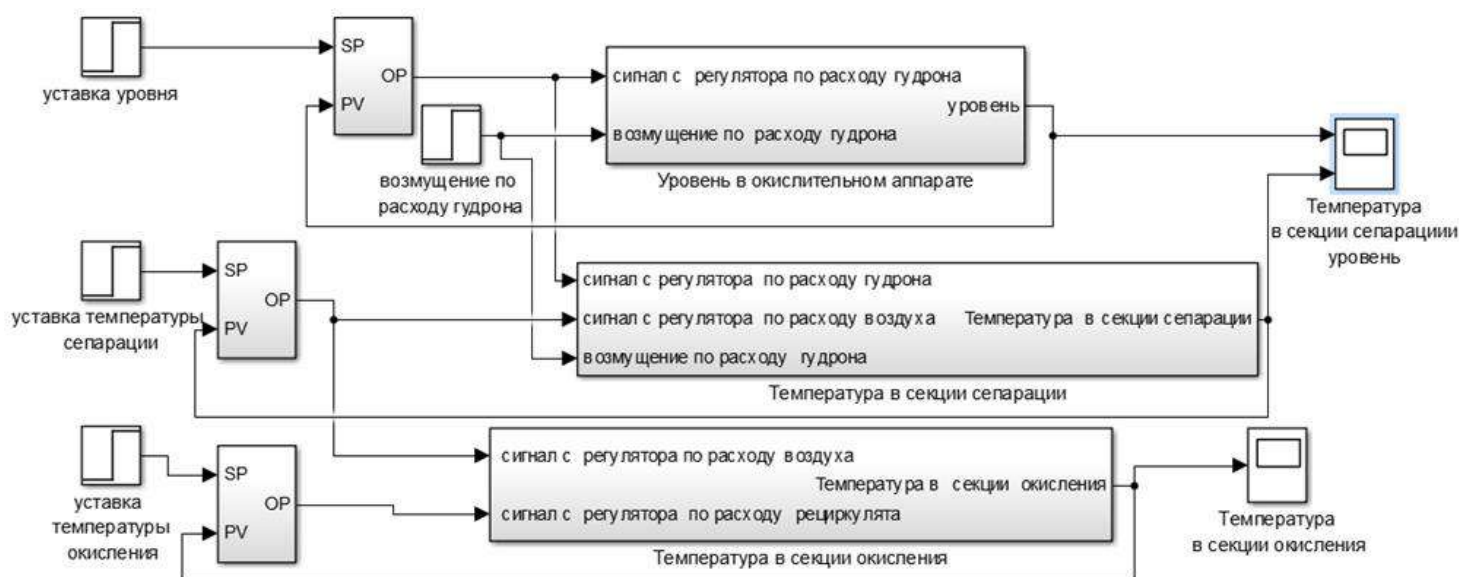 SP
OP
PV
уставка уровня
сигнал с регулятора по расходу гудрона
уровень
возмущение по расходу гудрона
Уровень в окислительном аппарате
возмущение по
расходу гудрона
Температура
в секции сепарациии
уровень
SP
OP
PV
уставка температуры
сепарации
сигнал с регулятора по расходу гудрона
сигнал с регулятора по расходу воздуха
Температура в секции сепарации
возмущение по расходу гудрона
Температура в секции сепарации
SP
OP
PV
уставка
температуры
окисления
сигнал с регулятора по расходу воздуха
Температура в секции окисления
сигнал с регулятора по расходу рециркулята
Температура в секции окисления
Температура
в секции окисления